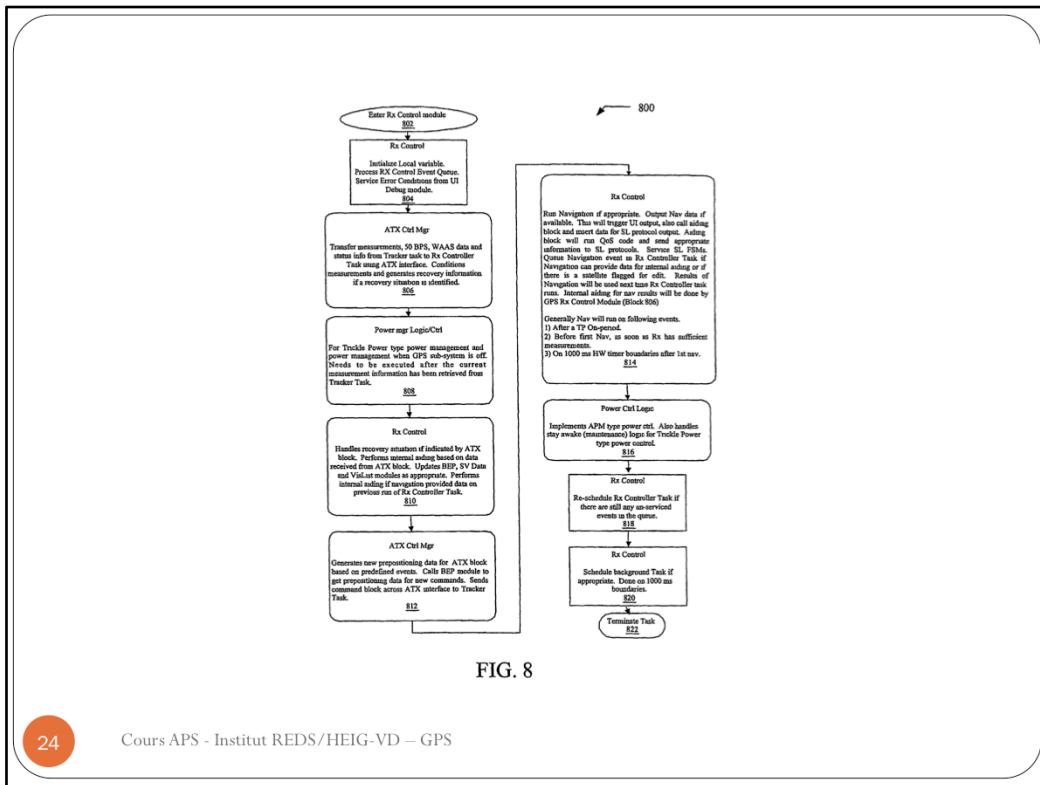 800
Enter Rx Control module
802
Rx Control
Initialize Local variable.
Process RX Control Event Queue.
Service Error Conditions from UI
Debug module.
804
ATX Ctrl Mgr
Transfer measurements, 50 BPS, WAAS data and
status info from Tracker task to Rx Controller
Task using ATX interface. Conditions
measurements and generates recovery information
if a recovery situation is identified.
806
Power mgr Logic/Ctrl
For Trickle Power type power management and
power management when GPS sub-system is off.
Needs to be executed after the current
measurement information has been retrieved from
Tracker Task.
808
Rx Control
Handles recovery situation if indicated by ATX
block. Performs internal aiding based on data
received from ATX block. Updates BEP, SV Data
and VisList modules as appropriate. Performs
internal aiding if navigation provided data on
previous run of Rx Controller Task.
810
ATX Ctrl Mgr
Generates new prepositioning data for ATX block
based on predefined events. Calls BEP module to
get prepositioning data for new commands. Sends
command block across ATX interface to Tracker
Task.
812
Rx Control
Run Navigation if appropriate. Output Nav data if
available. This will trigger UI output, also call aiding
block and insert data for SL protocol output. Aiding
block will run QoS code and send appropriate
information to SL protocols. Service SL FSMs.
Queue Navigation event in Rx Controller Task if
Navigation can provide data for internal aiding or if
there is a satellite flagged for edit. Results of
Navigation will be used next time Rx Controller task
runs. Internal aiding for nav results will be done by
GPS Rx Control Module (Block 806)
Generally Nav will run on following events.
1) After a TP On-period.
2) Before first Nav, as soon as Rx has sufficient
measurements.
3) On 1000 ms HW timer boundaries after 1st nav.
814
Power Ctrl Logic
Implements APM type power ctrl. Also handles
stay awake (maintenance) logic for Trickle Power
type power control.
816
Rx Control
Re-schedule Rx Controller Task if
there are still any un-serviced
events in the queue.
818
Rx Control
Schedule background Task if
appropriate. Done on 1000 ms
boundaries.
820
Terminate Task
822
FIG. 8
24
Cours APS - Institut REDS/HEIG-VD – GPS